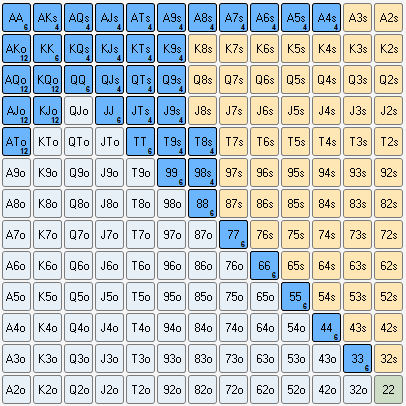 AA 6 AKs 4 AQs 4 AJs 4 ATs 4 A9s 4 A8s 4 A7s 4 A6s 4 A5s 4 A4s 4 A3s A2s
AKo 12 KK 6 KQs 4 KJs 4 KTs 4 K9s 4 K8s K7s K6s K5s K4s K3s K2s
AQo 12 KQo 12 QQ 6 QJs 4 QTs 4 Q9s 4 Q8s Q7s Q6s Q5s Q4s Q3s Q2s
AJo 12 KJo 12 QJo JJ 6 JTs 4 J9s 4 J8s J7s J6s J5s J4s J3s J2s
ATo 12 KTo QTo JTo TT 6 T9s 4 T8s 4 T7s T6s T5s T4s T3s T2s
A9o K9o Q9o J9o T9o 99 6 98s 4 97s 96s 95s 94s 93s 92s
A8o K8o Q8o J8o T8o 98o 88 6 87s 86s 85s 84s 83s 82s
A7o K7o Q7o J7o T7o 97o 87o 77 6 76s 75s 74s 73s 72s
A6o K6o Q6o J6o T6o 96o 86o 76o 66 6 65s 64s 63s 62s
A5o K5o Q5o J5o T5o 95o 85o 75o 65o 55 6 54s 53s 52s
A4o K4o Q4o J4o T4o 94o 84o 74o 64o 54o 44 6 43s 42s
A3o K3o Q3o J3o T3o 93o 83o 73o 63o 53o 43o 33 6 32s
A2o K2o Q2o J2o T2o 92o 82o 72o 62o 52o 42o 32o 22